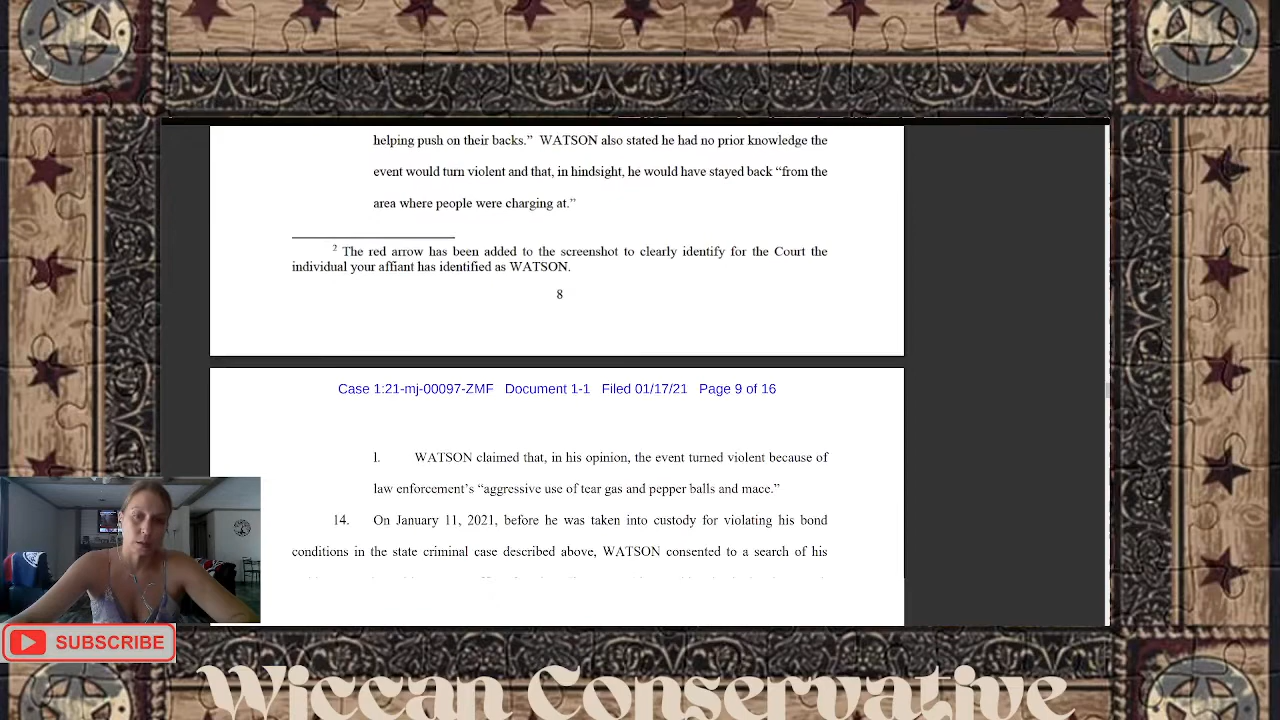 helping push on their backs.” WATSON also stated he had no prior knowledge the
event would turn violent and that, in hindsight, he would have stayed back “from the
area where people were charging at.”
2 The red arrow has been added to the screenshot to clearly identify for the Court the
individual your affiant has identified as WATSON.
8
Case 1:21-mj-00097-ZMF Document 1-1 Filed 01/17/21 Page 9 of 16
l. WATSON claimed that, in his opinion, the event turned violent because of
law enforcement’s “aggressive use of tear gas and pepper balls and mace.”
14. On January 11, 2021, before he was taken into custody for violating his bond
conditions in the state criminal case described above, WATSON consented to a search of his
SUBSCRIBE
Wiccan Conservative